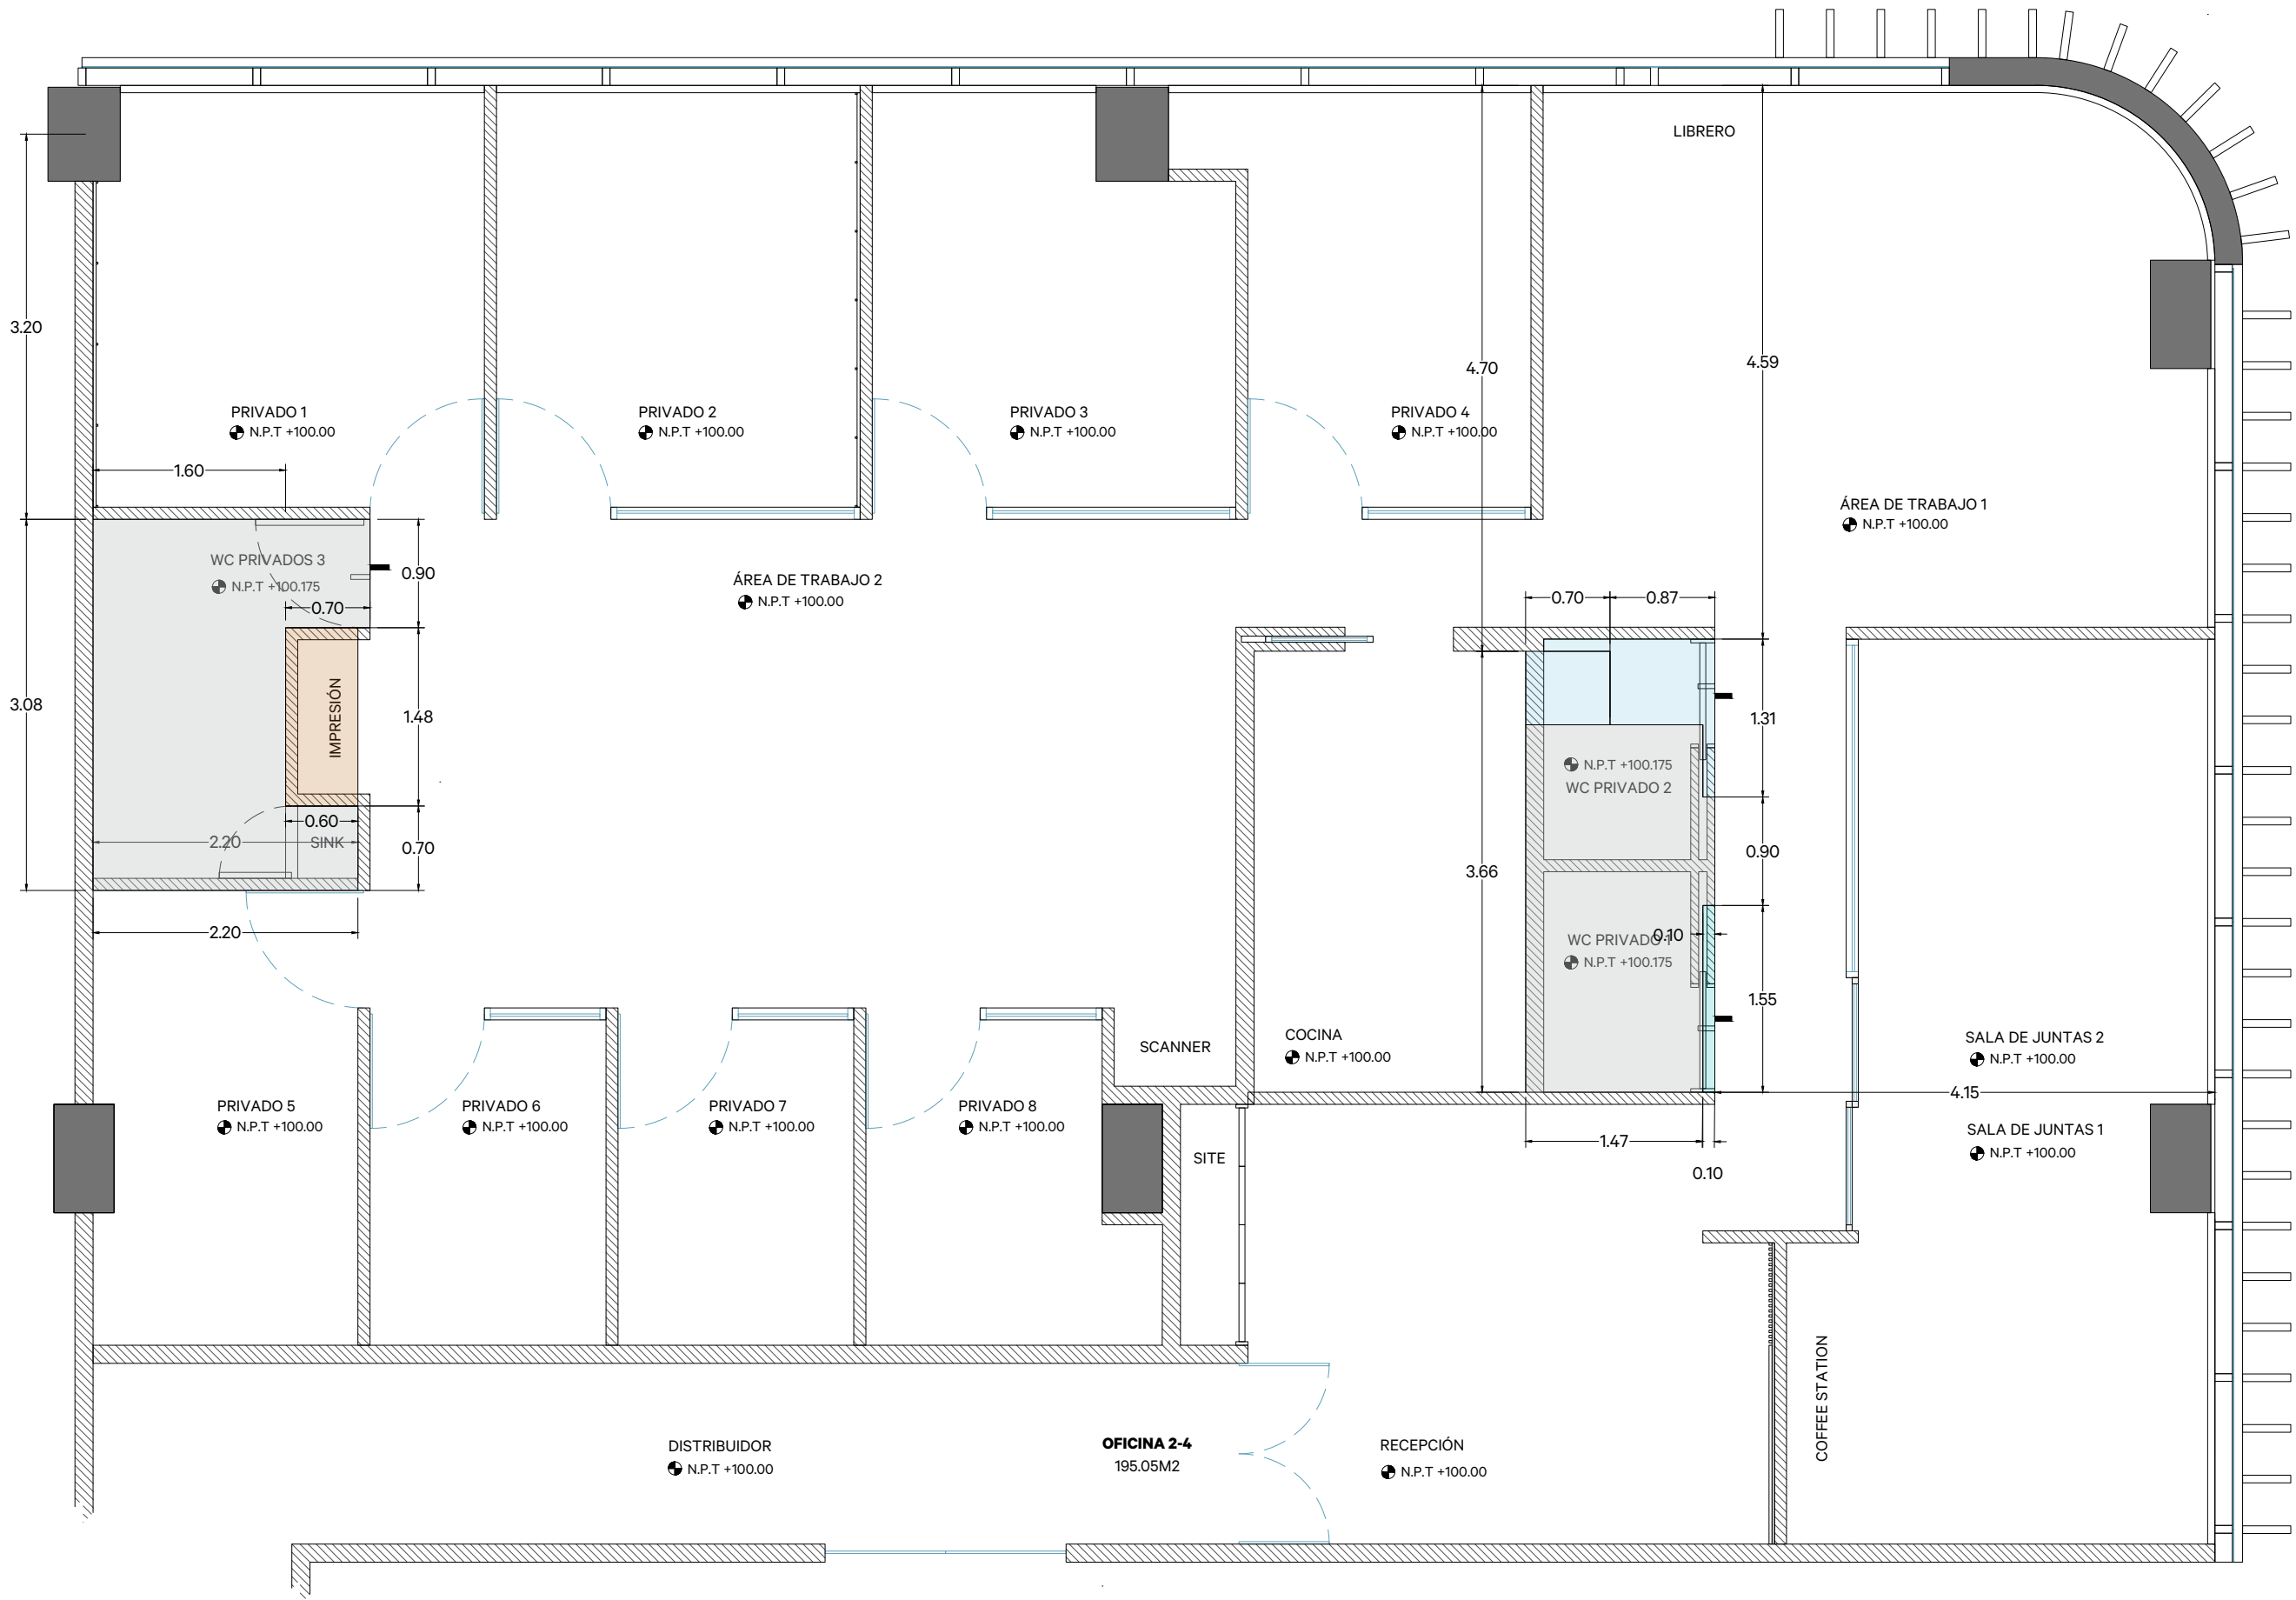 LIBRERO
3.20
4.70
4.59
PRIVADO 1
N.P.T +100.00
PRIVADO 2
N.P.T +100.00
PRIVADO 3
N.P.T +100.00
PRIVADO 4
N.P.T +100.00
1.60
ÁREA DE TRABAJO 1
N.P.T +100.00
WC PRIVADOS 3
N.P.T +100.175
0.90
0.70
ÁREA DE TRABAJO 2
N.P.T +100.00
0.70
0.87
3.08
IMPRESIÓN
1.48
1.31
N.P.T +100.175
WC PRIVADO 2
0.60
2.20
SINK
0.70
3.66
0.90
2.20
WC PRIVADO 1
0.10
N.P.T +100.175
1.55
SCANNER
COCINA
N.P.T +100.00
SALA DE JUNTAS 2
N.P.T +100.00
4.15
PRIVADO 5
N.P.T +100.00
PRIVADO 6
N.P.T +100.00
PRIVADO 7
N.P.T +100.00
PRIVADO 8
N.P.T +100.00
SITE
1.47
0.10
SALA DE JUNTAS 1
N.P.T +100.00
COFFEE STATION
DISTRIBUIDOR
N.P.T +100.00
OFICINA 2-4
195.05M2
RECEPCIÓN
N.P.T +100.00